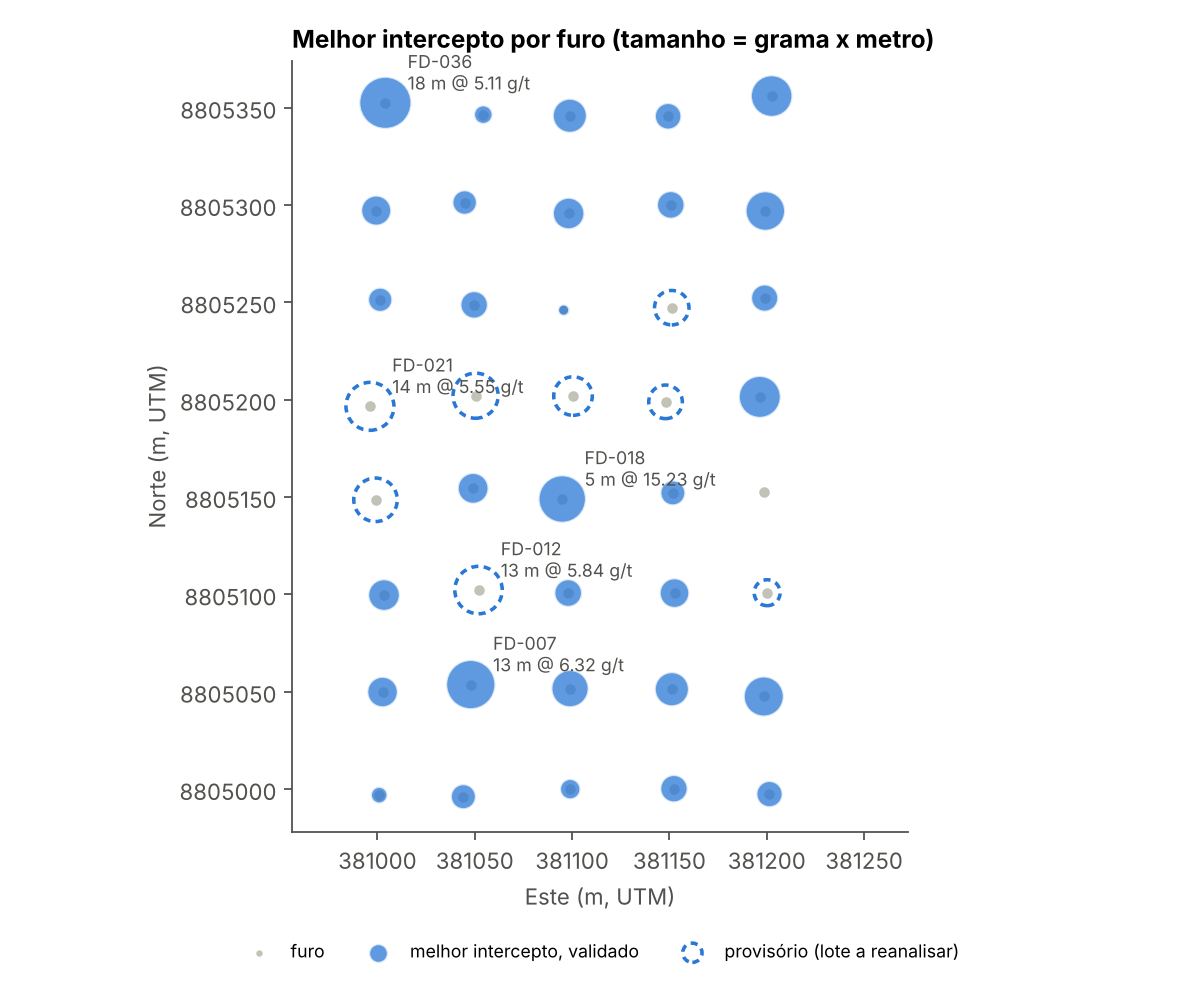 Melhor intercepto por furo (tamanho = grama x metro)
FD-036
18 m @ 5.11 g/t
8805350
8805300
8805250
FD-021
14 m @ 5.55 g/t
8805200
FD-018
5 m @ 15.23 g/t
8805150
FD-012
13 m @ 5.84 g/t
8805100
FD-007
13 m @ 6.32 g/t
8805050
8805000
Norte (m, UTM)
381000 381050 381100 381150 381200 381250
Este (m, UTM)
furo melhor intercepto, validado provisório (lote a reanalisar)